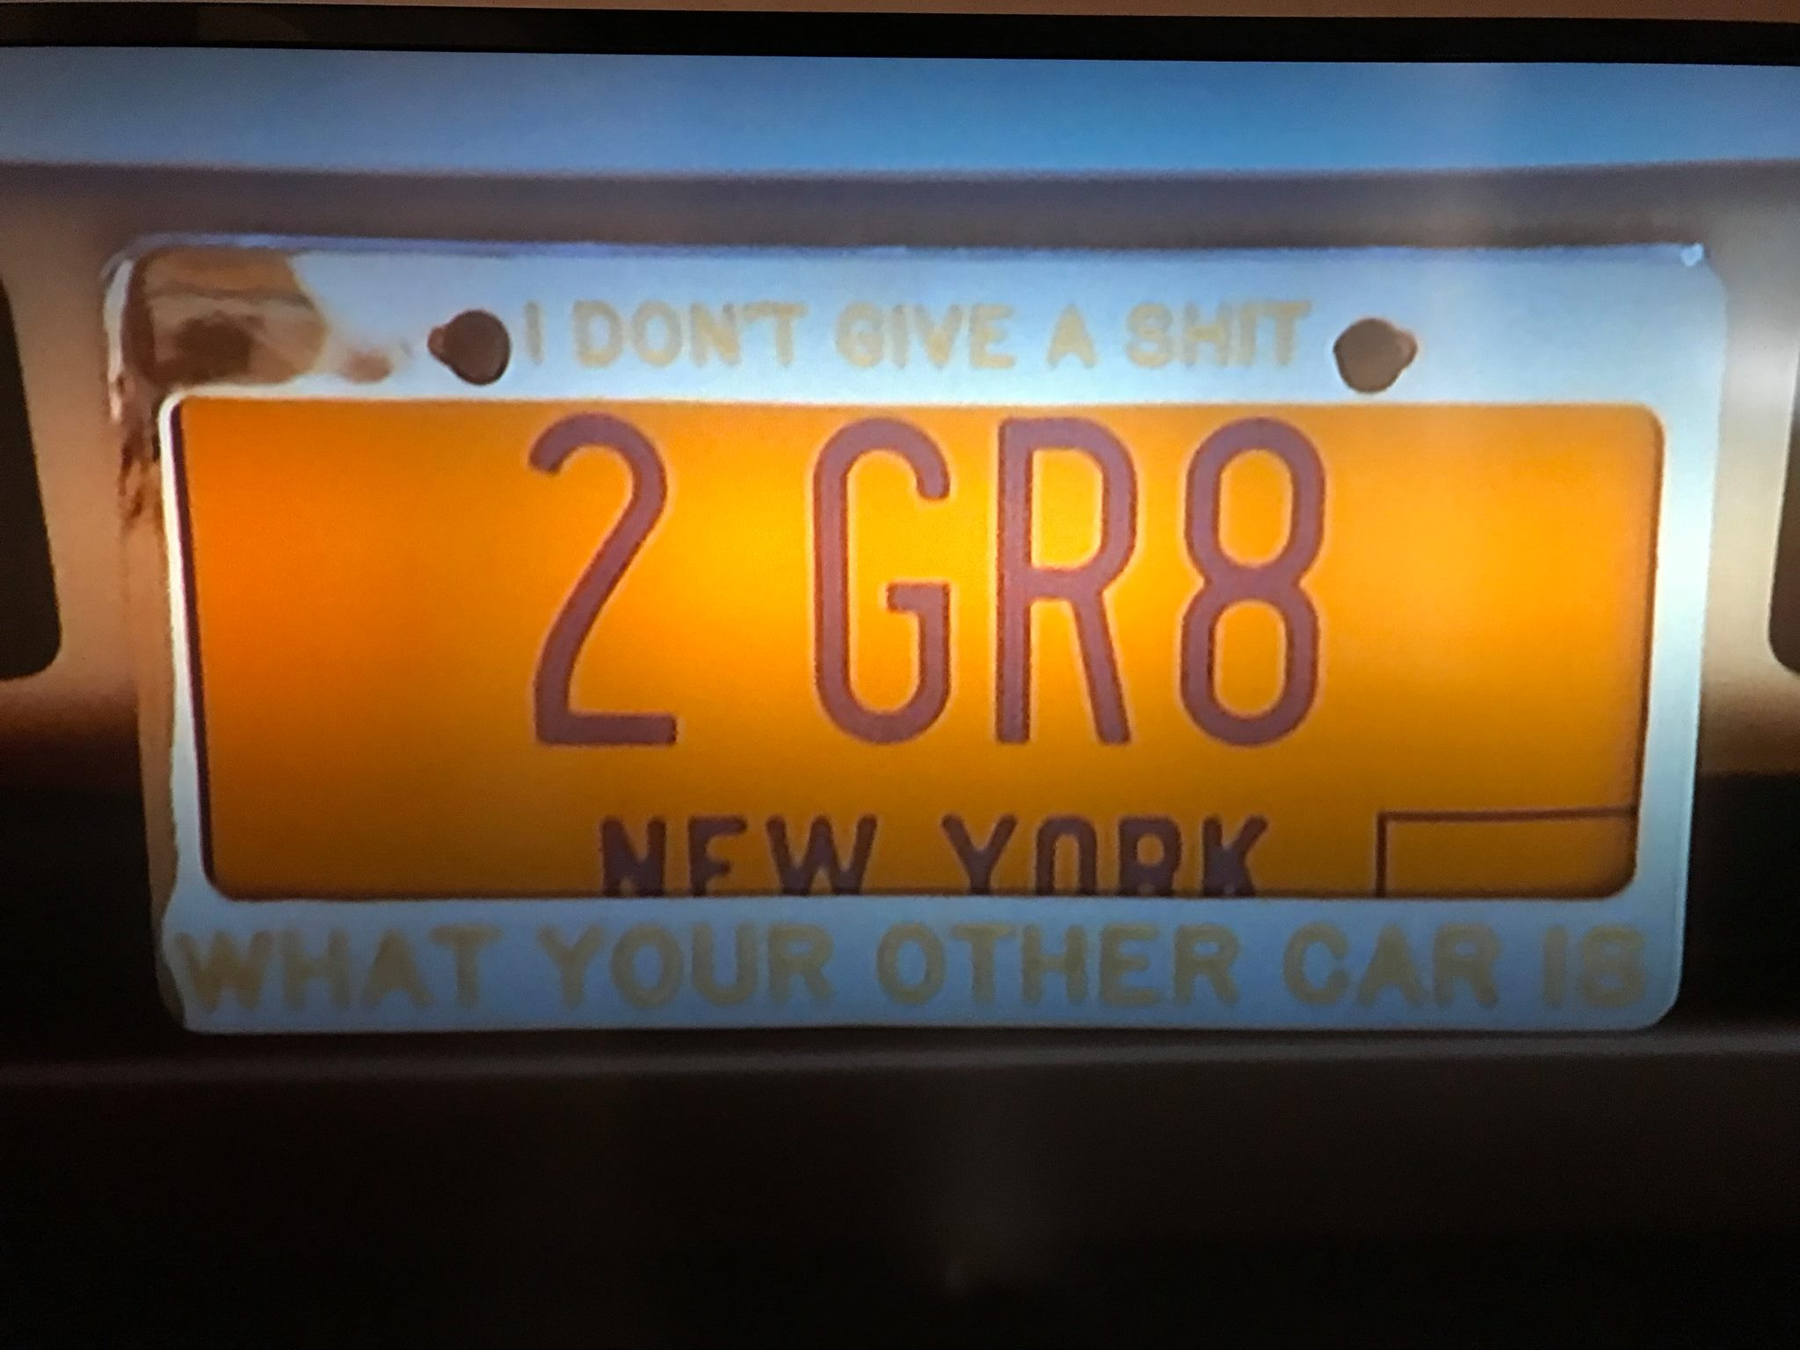 I DON'T GIVE A SHIT
2 GR8
NEW YORK
WHAT YOUR OTHER CAR IS